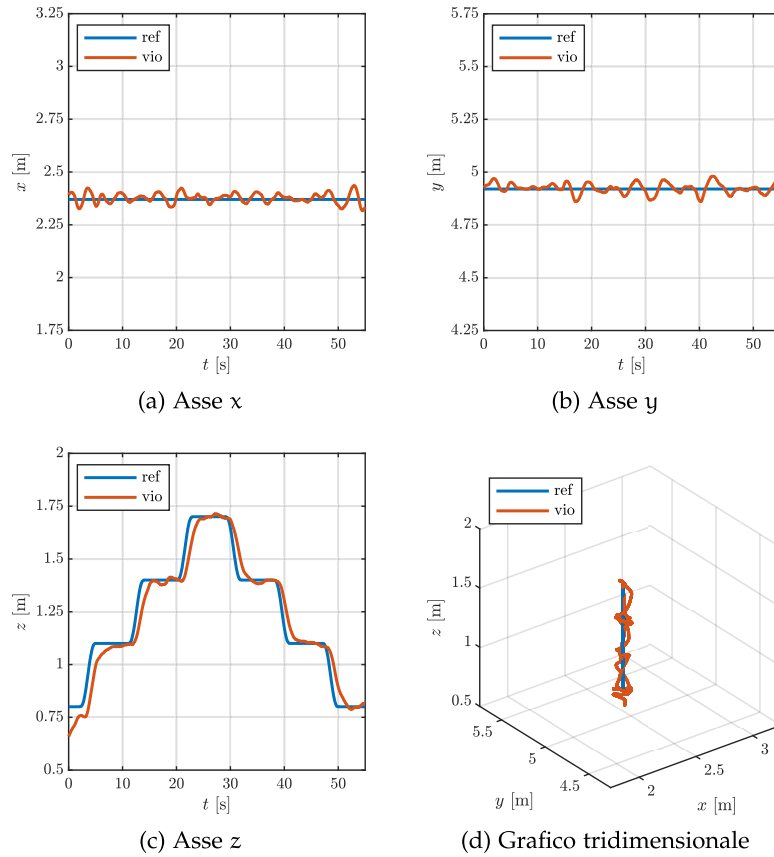 3.25
3
2.75
2.5
2.25
2
1.75
x [m]
ref
vio
0 10 20 30 40 50
t [s]
(a) Asse x
5.75
5.5
5.25
5
4.75
4.5
4.25
y [m]
ref
vio
0 10 20 30 40 50
t [s]
(b) Asse y
2
1.75
1.5
1.25
1
0.75
0.5
z [m]
ref
vio
0 10 20 30 40 50
t [s]
(c) Asse z
ref
vio
2
1.5
1
0.5
z [m]
5.5
5
4.5
y [m]
2
2.5
3
x [m]
(d) Grafico tridimensionale